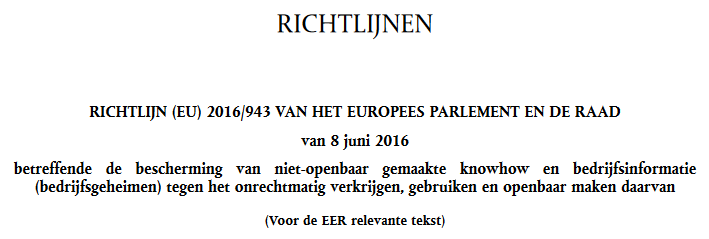 RICHTLIJNEN
RICHTLIJN (EU) 2016/943 VAN HET EUROPEES PARLEMENT EN DE RAAD
van 8 juni 2016
betreffende de bescherming van niet-openbaar gemaakte knowhow en bedrijfsinformatie
(bedrijfsgeheimen) tegen het onrechtmatig verkrijgen, gebruiken en openbaar maken daarvan
(Voor de EER relevante tekst)